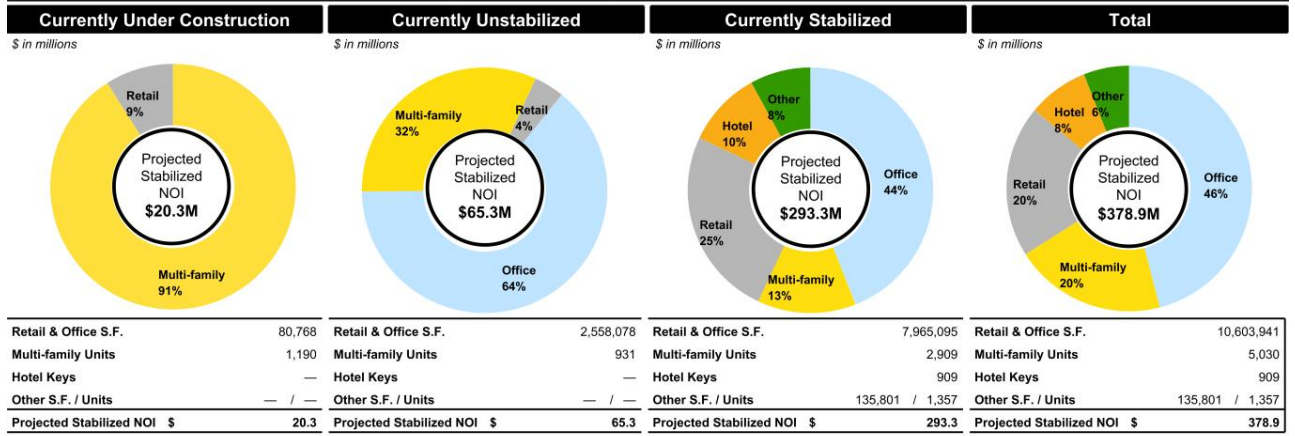 Currently Under Construction
$ in millions
Retail
9%
Projected
Stabilized
NOI
$20.3M
Multi-family
91%
Retail & Office S.F. 80,768
Multi-family Units 1,190
Hotel Keys —
Other S.F. / Units — / —
Projected Stabilized NOI $ 20.3
Currently Unstabilized
$ in millions
Multi-family
32%
Retail
4%
Projected
Stabilized
NOI
$65.3M
Office
64%
Retail & Office S.F. 2,558,078
Multi-family Units 931
Hotel Keys —
Other S.F. / Units — / —
Projected Stabilized NOI $ 65.3
Currently Stabilized
$ in millions
Other
8%
Hotel
10%
Projected
Stabilized
NOI
$293.3M
Office
44%
Retail
25%
Multi-family
13%
Retail & Office S.F. 7,965,095
Multi-family Units 2,909
Hotel Keys 909
Other S.F. / Units 135,801 / 1,357
Projected Stabilized NOI $ 293.3
Total
$ in millions
Other
6%
Hotel
8%
Projected
Stabilized
NOI
$378.9M
Office
46%
Retail
20%
Multi-family
20%
Retail & Office S.F. 10,603,941
Multi-family Units 5,030
Hotel Keys 909
Other S.F. / Units 135,801 / 1,357
Projected Stabilized NOI $ 378.9